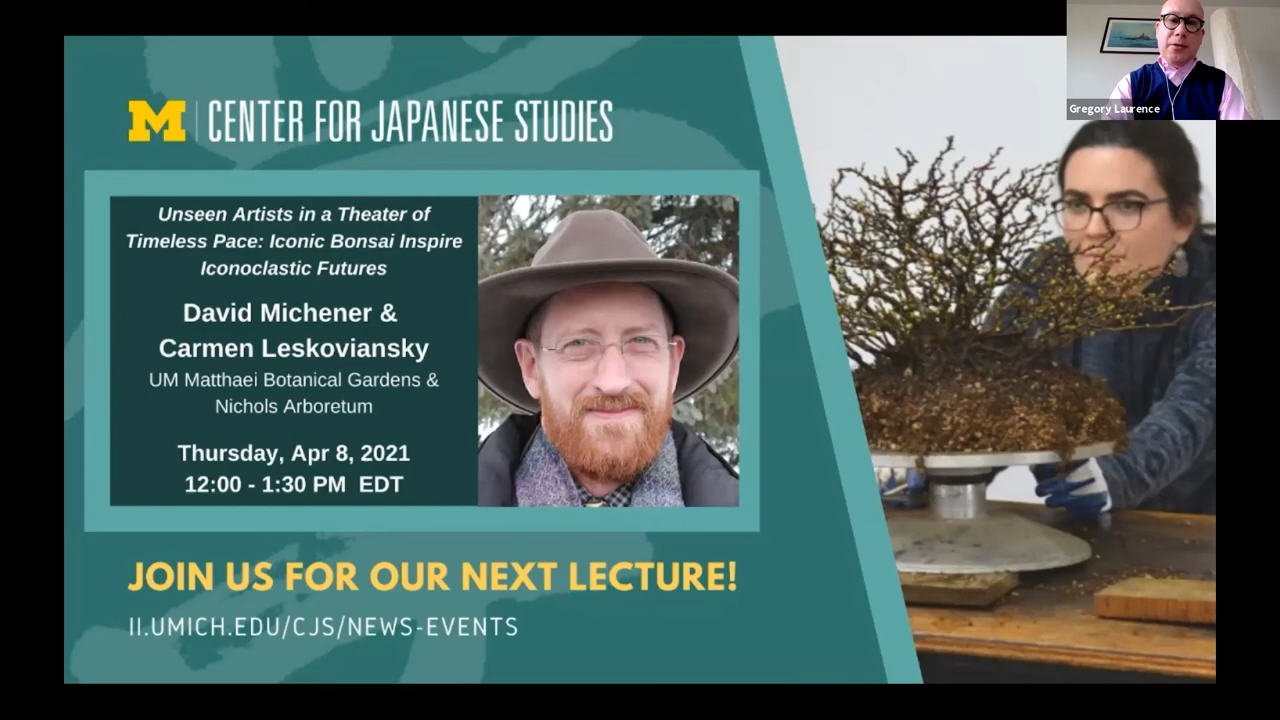 M CENTER FOR JAPANESE STUDIES
Unseen Artists in a Theater of
Timeless Pace: Iconic Bonsai Inspire
Iconoclastic Futures
David Michener &
Carmen Leskoviansky
UM Matthaei Botanical Gardens &
Nichols Arboretum
Thursday, Apr 8, 2021
12:00 - 1:30 PM EDT
JOIN US FOR OUR NEXT LECTURE!
II.UMICH.EDU/CJS/NEWS-EVENTS
Gregory Laurence